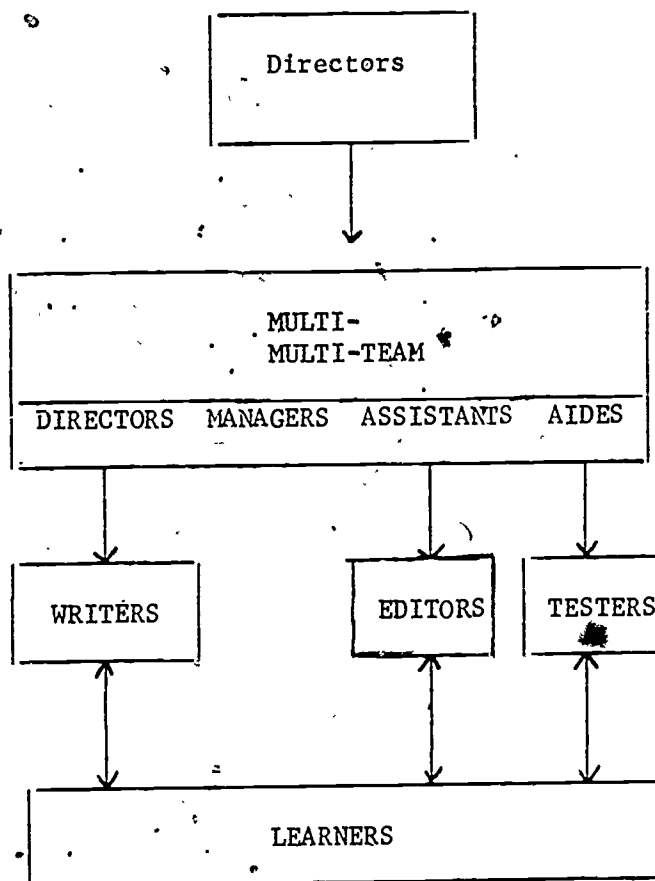 Directors
MULTI-
MULTI-TEAM
DIRECTORS MANAGERS ASSISTANTS AIDES
WRITERS EDITORS TESTERS
LEARNERS